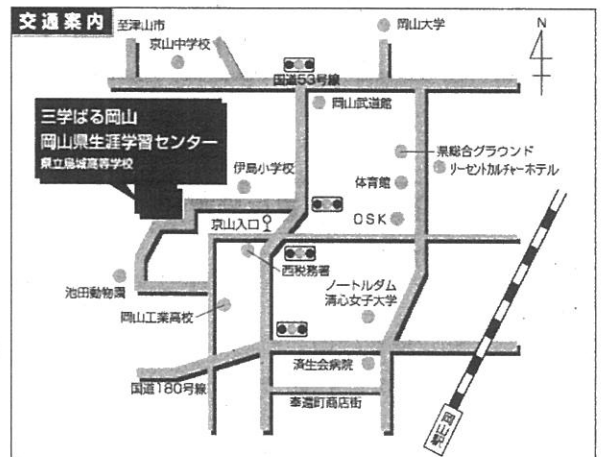 交通案内
至津山市
岡山大学
京山中学校
N
国道53号線
岡山武道館
三学ぱる岡山
岡山県生涯学習センター
県立烏城高等学校
県総合グラウンド
伊島小学校
体育館
リーセントカルチャーホテル
京山入口
OSK
西税務署
池田動物園
ノートルダム
清心女子大学
岡山工業高校
済生会病院
国道180号線
奉還町商店街
岡山駅